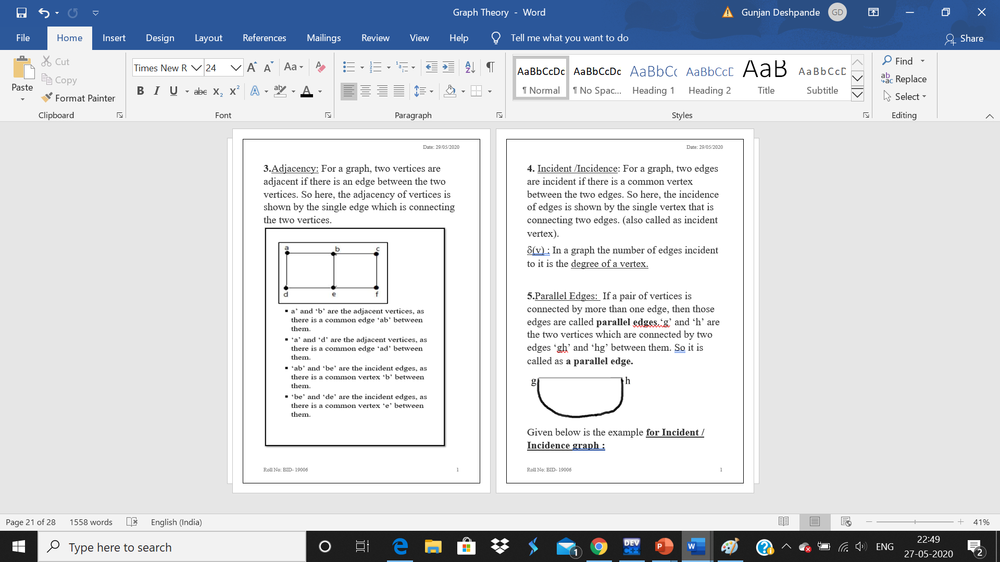 Graph Theory - Word
Gunjan Deshpande
GD
File Home Insert Design Layout References Mailings Review View Help Tell me what you want to do
Share
Paste
Cut
Copy
Format Painter
Clipboard
Times New R 24
Font
Paragraph
AaBbCcDc AaBbCcDc AaBbC( AaBbCcE AaB AaBbCcD
¶ Normal ¶ No Spac... Heading 1 Heading 2 Title Subtitle
Styles
Find
Replace
Select
Editing
Date: 29/05/2020
3.Adjacency: For a graph, two vertices are
adjacent if there is an edge between the two
vertices. So here, the adjacency of vertices is
shown by the single edge which is connecting
the two vertices.
a b c
d e f
▪ a’ and ‘b’ are the adjacent vertices, as
there is a common edge ‘ab’ between
them.
▪ ‘a’ and ‘d’ are the adjacent vertices, as
there is a common edge ‘ad’ between
them.
▪ ‘ab’ and ‘be’ are the incident edges, as
there is a common vertex ‘b’ between
them.
▪ ‘be’ and ‘de’ are the incident edges, as
there is a common vertex ‘e’ between
them.
Roll No: BID- 19006 1
Date: 29/05/2020
4. Incident /Incidence: For a graph, two edges
are incident if there is a common vertex
between the two edges. So here, the incidence
of edges is shown by the single vertex that is
connecting two edges. (also called as incident
vertex).
δ(v) : In a graph the number of edges incident
to it is the degree of a vertex.
5.Parallel Edges: If a pair of vertices is
connected by more than one edge, then those
edges are called parallel edges.‘g’ and ‘h’ are
the two vertices which are connected by two
edges ‘gh’ and ‘hg’ between them. So it is
called as a parallel edge.
g h
Given below is the example for Incident /
Incidence graph :
Roll No: BID- 19006 1
Page 21 of 28 1558 words English (India) 41%
Type here to search
1
DEV C++
ENG
22:49
27-05-2020
2